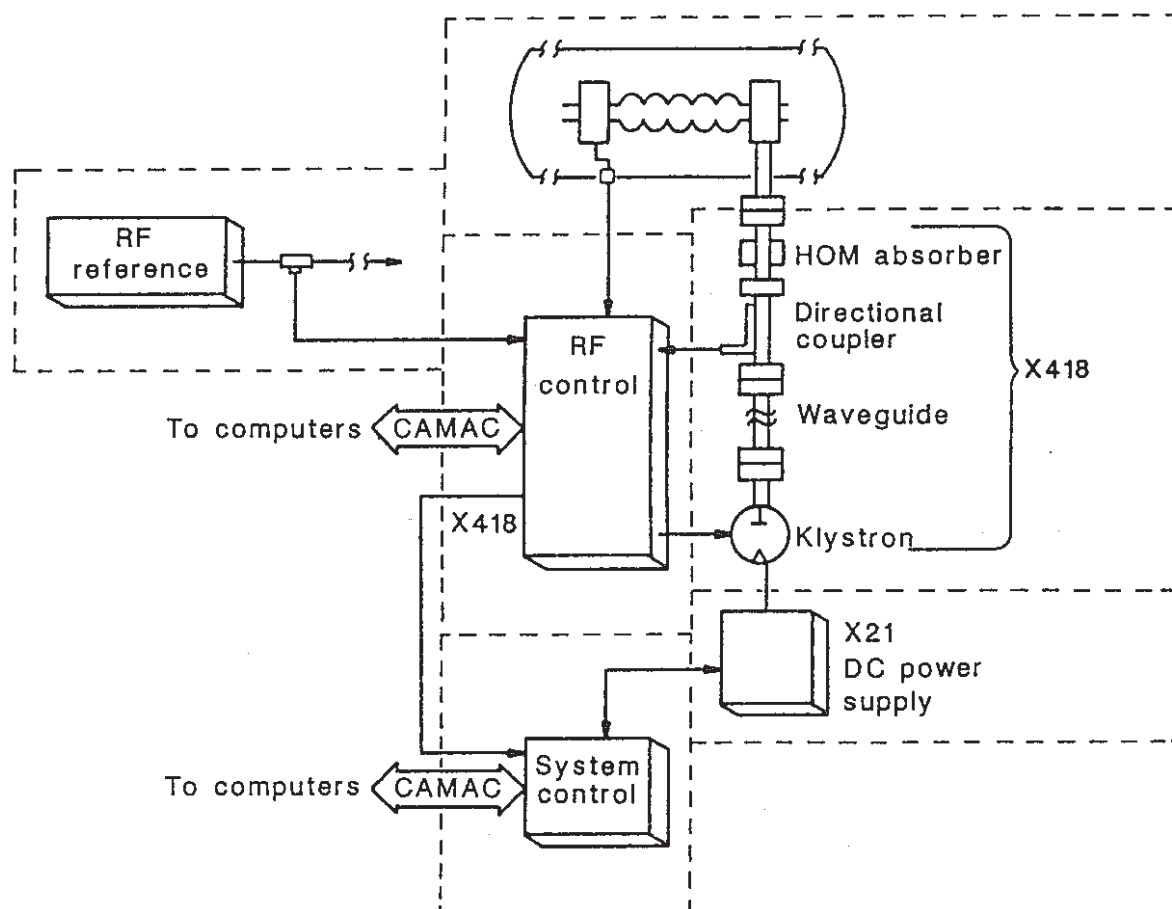 RF
reference
HOM absorber
Directional
coupler
RF
control
X418
To computers
CAMAC
Waveguide
X418
Klystron
X21
DC power
supply
To computers
CAMAC
System
control